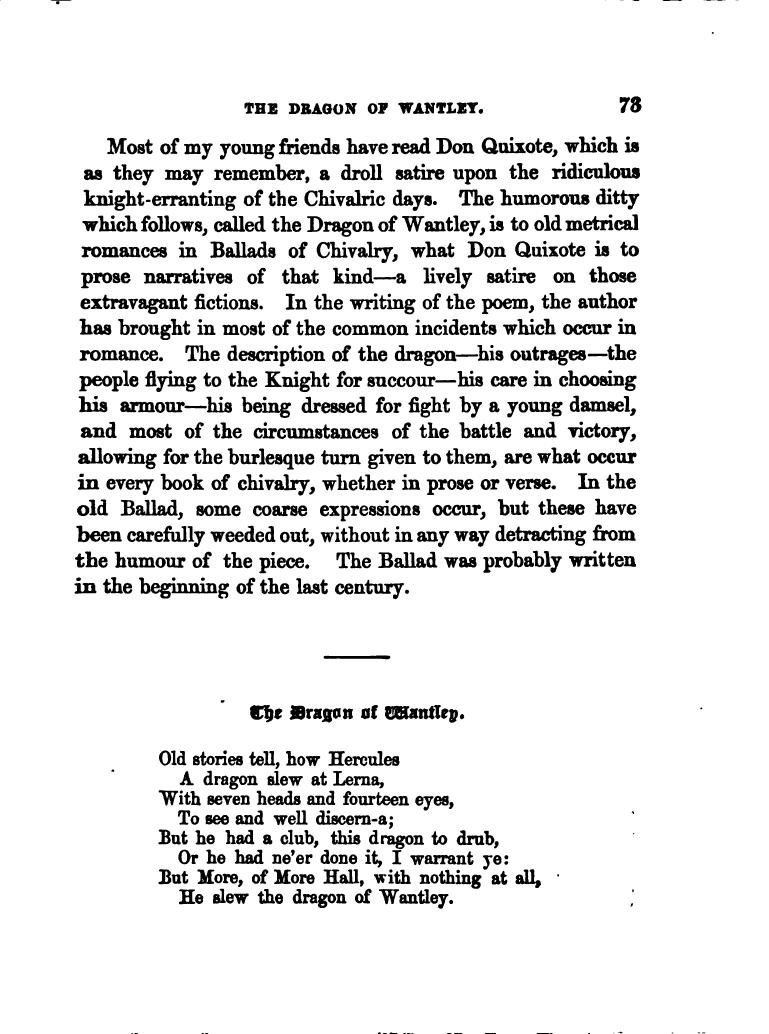 THE DRAGON OF WANTLEY. 73
Most of my young friends have read Don Quixote, which is
as they may remember, a droll satire upon the ridiculous
knight-erranting of the Chivalric days. The humorous ditty
which follows, called the Dragon of Wantley, is to old metrical
romances in Ballads of Chivalry, what Don Quixote is to
prose narratives of that kind—a lively satire on those
extravagant fictions. In the writing of the poem, the author
has brought in most of the common incidents which occur in
romance. The description of the dragon—his outrages—the
people flying to the Knight for succour—his care in choosing
his armour—his being dressed for fight by a young damsel,
and most of the circumstances of the battle and victory,
allowing for the burlesque turn given to them, are what occur
in every book of chivalry, whether in prose or verse. In the
old Ballad, some coarse expressions occur, but these have
been carefully weeded out, without in any way detracting from
the humour of the piece. The Ballad was probably written
in the beginning of the last century.
The Dragon of Wantley.
Old stories tell, how Hercules
A dragon slew at Lerna,
With seven heads and fourteen eyes,
To see and well discern-a;
But he had a club, this dragon to drub,
Or he had ne'er done it, I warrant ye:
But More, of More Hall, with nothing at all,
He slew the dragon of Wantley.